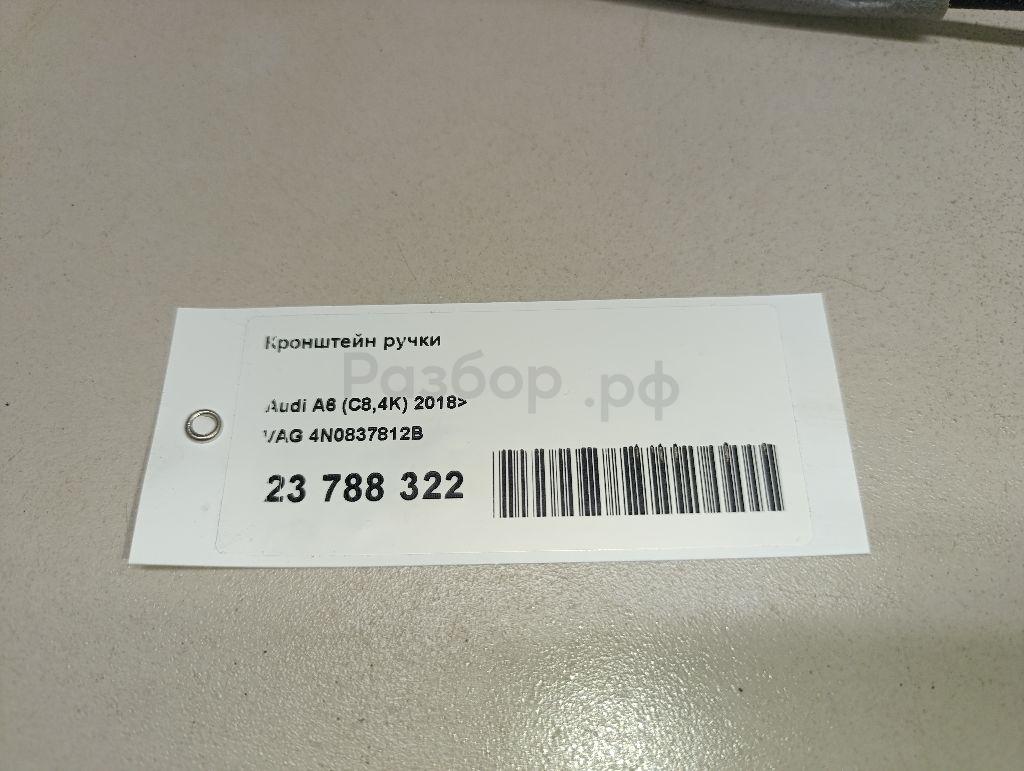 Кронштейн ручки
Разбор.рф
Audi A6 (C8,4K) 2018>
VAG 4N0837812B
23 788 322